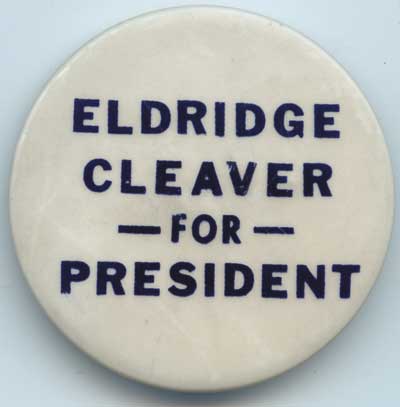 ELDRIDGE
CLEAVER
— FOR —
PRESIDENT